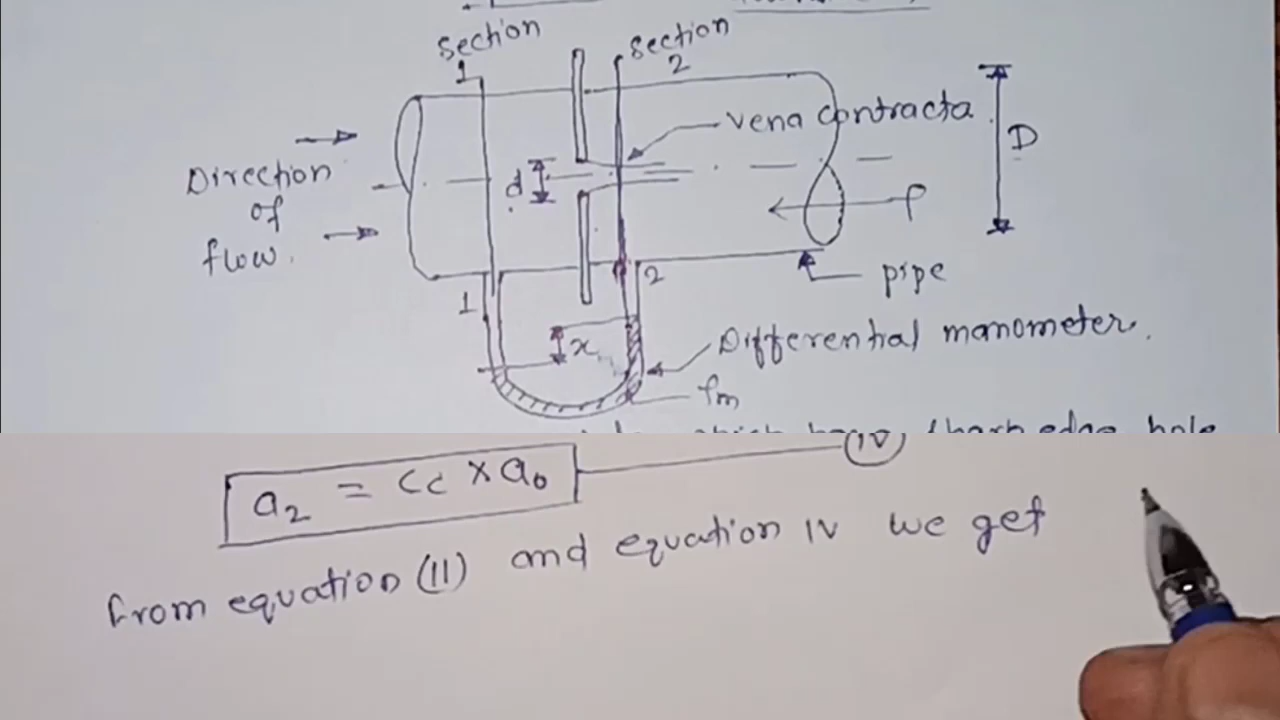 Section
1
Section
2
Vena contracta
D
Direction
of
flow.
d
ρ
pipe
1
2
x
Differential manometer.
ρm
a2 = Cc × a0
IV
From equation (II) and equation IV we get